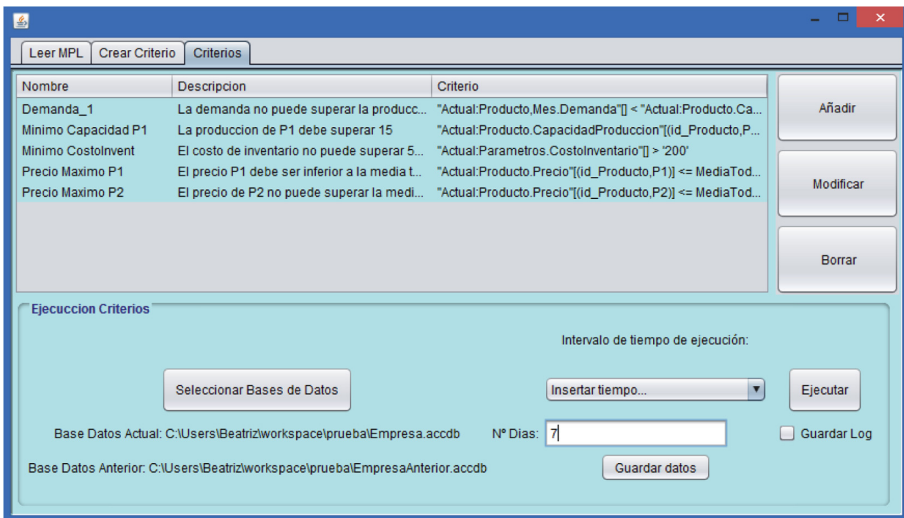 Leer MPL Crear Criterio Criterios
Nombre Descripcion Criterio
Demanda_1 La demanda no puede superar la producc... "Actual:Producto,Mes.Demanda"[] < "Actual:Producto.Ca...
Minimo Capacidad P1 La produccion de P1 debe superar 15 "Actual:Producto.CapacidadProduccion"[(id_Producto,P...
Minimo CostoInvent El costo de inventario no puede superar 5... "Actual:Parametros.CostoInventario"[] > '200'
Precio Maximo P1 El precio P1 debe ser inferior a la media t... "Actual:Producto.Precio"[(id_Producto,P1)] <= MediaTod...
Precio Maximo P2 El precio de P2 no puede superar la medi... "Actual:Producto.Precio"[(id_Producto,P2)] <= MediaTod...
Añadir
Modificar
Borrar
Ejecuccion Criterios
Intervalo de tiempo de ejecución:
Seleccionar Bases de Datos Insertar tiempo... Ejecutar
Base Datos Actual: C:\Users\Beatriz\workspace\prueba\Empresa.accdb Nº Dias: 7 Guardar Log
Base Datos Anterior: C:\Users\Beatriz\workspace\prueba\EmpresaAnterior.accdb Guardar datos